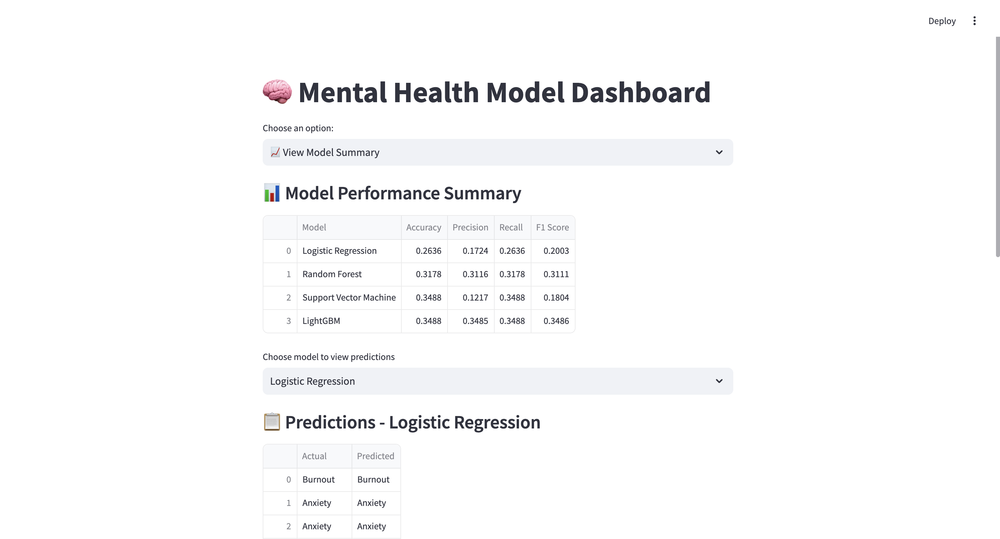 Deploy
🧠 Mental Health Model Dashboard
Choose an option:
📈 View Model Summary
📊 Model Performance Summary
Model Accuracy Precision Recall F1 Score
0 Logistic Regression 0.2636 0.1724 0.2636 0.2003
1 Random Forest 0.3178 0.3116 0.3178 0.3111
2 Support Vector Machine 0.3488 0.1217 0.3488 0.1804
3 LightGBM 0.3488 0.3485 0.3488 0.3486
Choose model to view predictions
Logistic Regression
📋 Predictions - Logistic Regression
Actual Predicted
0 Burnout Burnout
1 Anxiety Anxiety
2 Anxiety Anxiety